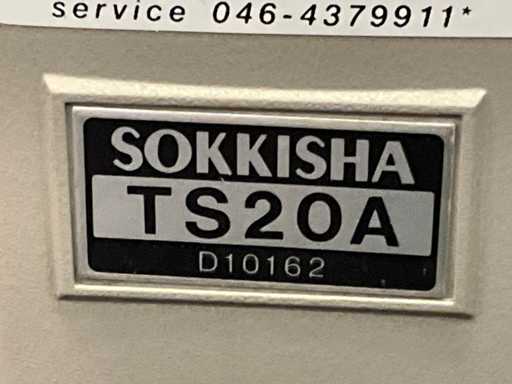 service 046-4379911*
SOKKISHA
TS20A
D10162